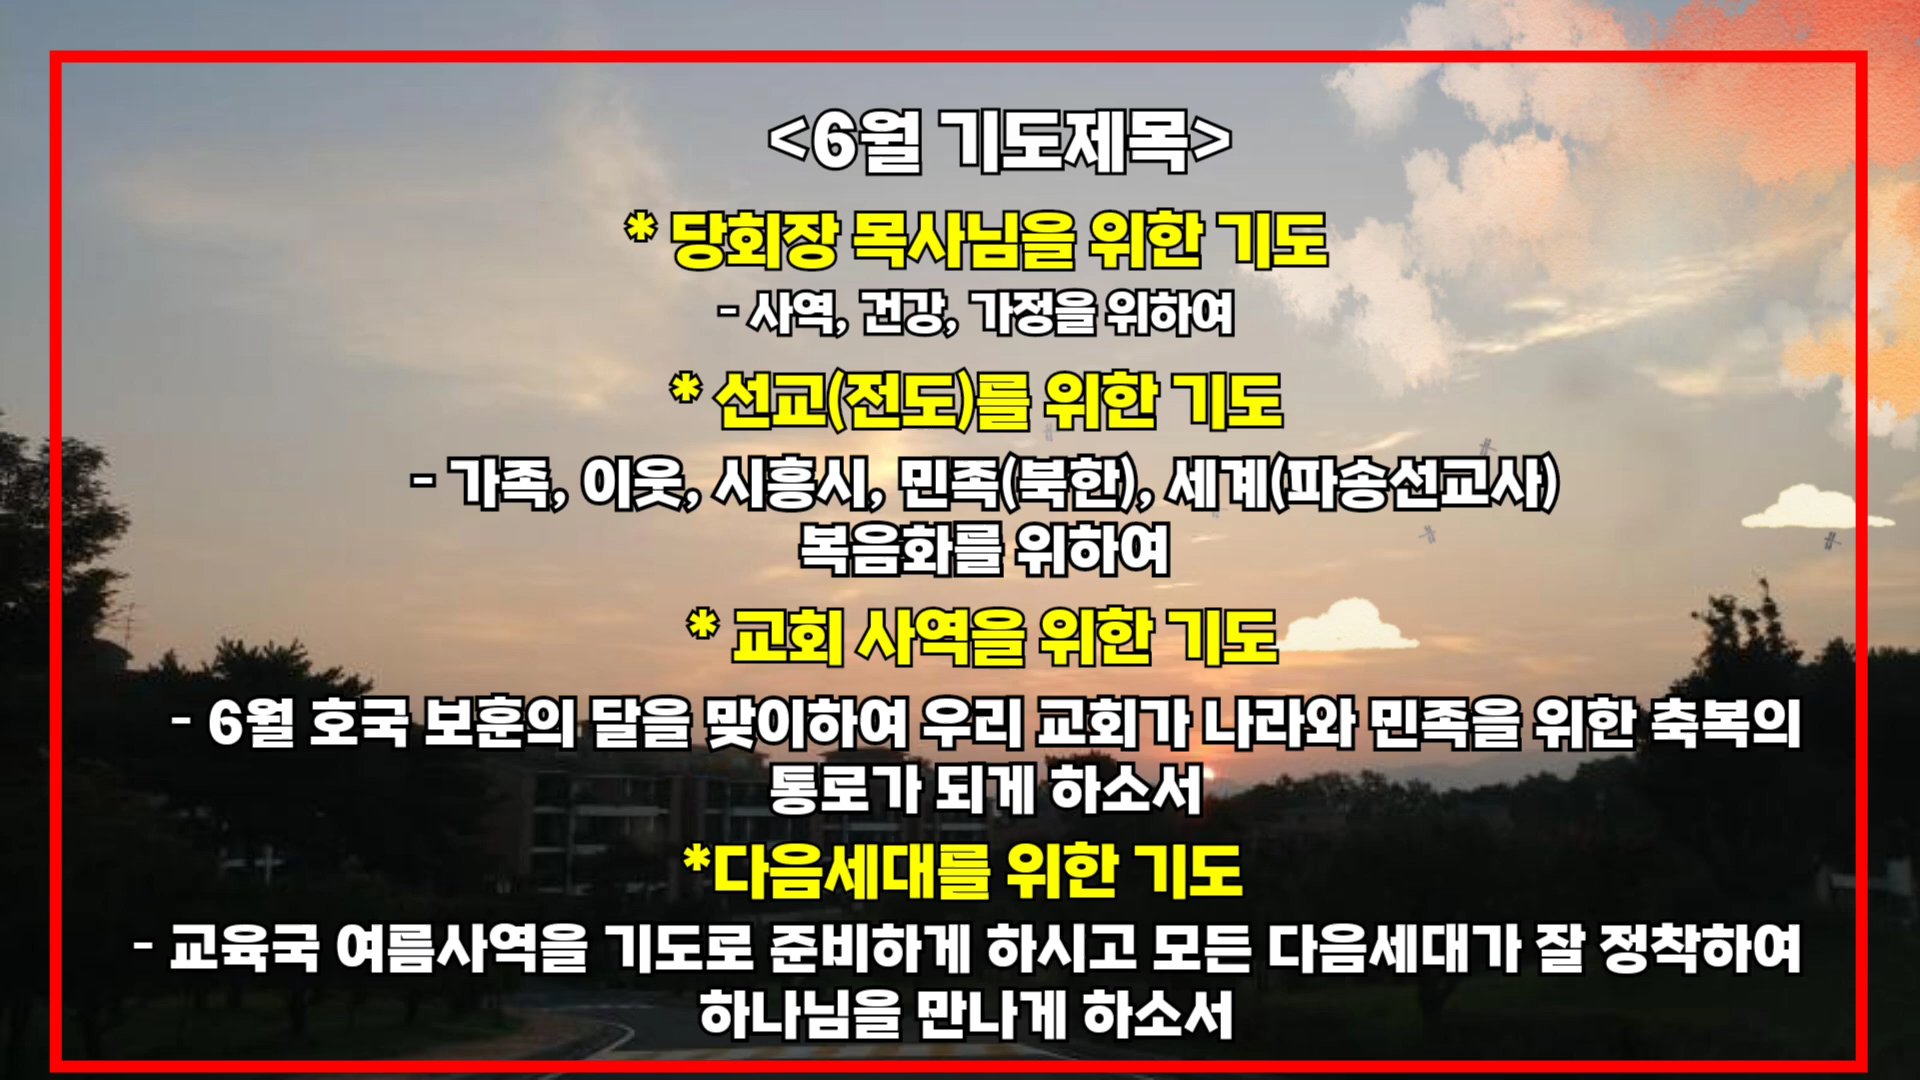 <6월 기도제목>
* 당회장 목사님을 위한 기도
- 사역, 건강, 가정을 위하여
* 선교(전도)를 위한 기도
- 가족, 이웃, 시흥시, 민족(북한), 세계(파송선교사)
복음화를 위하여
* 교회 사역을 위한 기도
- 6월 호국 보훈의 달을 맞이하여 우리 교회가 나라와 민족을 위한 축복의
통로가 되게 하소서
*다음세대를 위한 기도
- 교육국 여름사역을 기도로 준비하게 하시고 모든 다음세대가 잘 정착하여
하나님을 만나게 하소서